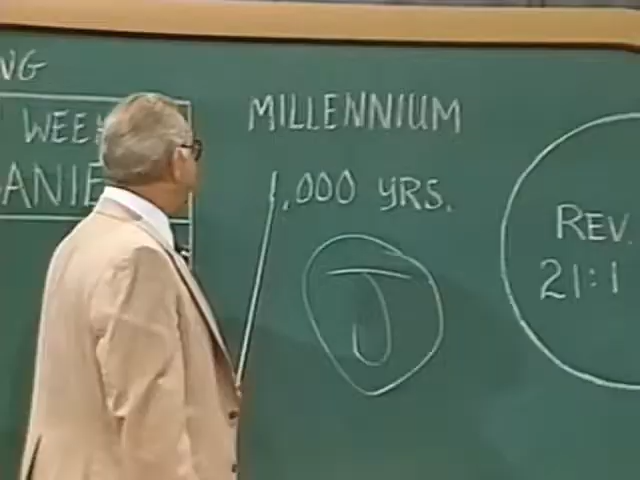 NG
WEE
ANIE
MILLENNIUM
1,000 YRS.
J
REV.
21:1